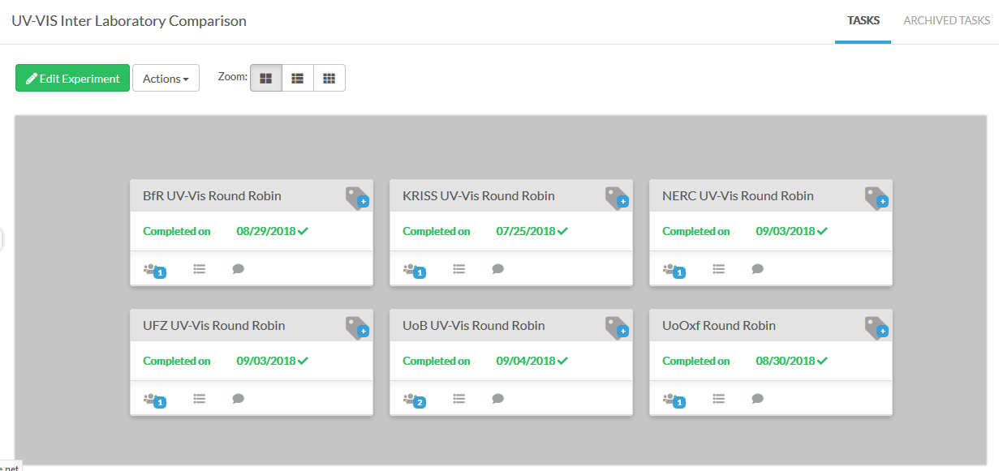 UV-VIS Inter Laboratory Comparison
TASKS
ARCHIVED TASKS
Edit Experiment
Actions
Zoom:
BfR UV-Vis Round Robin
Completed on 08/29/2018
1
KRISS UV-Vis Round Robin
Completed on 07/25/2018
1
NERC UV-Vis Round Robin
Completed on 09/03/2018
1
UFZ UV-Vis Round Robin
Completed on 09/03/2018
1
UoB UV-Vis Round Robin
Completed on 09/04/2018
2
UoOxf Round Robin
Completed on 08/30/2018
1
e.net